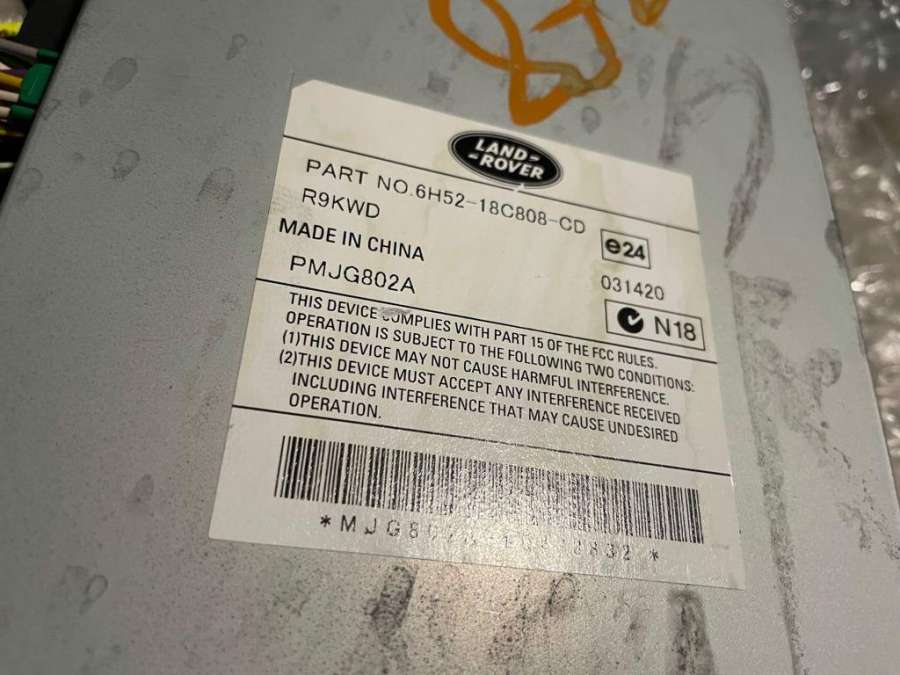 LAND-
-ROVER
PART NO.6H52-18C808-CD
R9KWD
e24
MADE IN CHINA
PMJG802A
031420
N18
THIS DEVICE COMPLIES WITH PART 15 OF THE FCC RULES.
OPERATION IS SUBJECT TO THE FOLLOWING TWO CONDITIONS:
(1)THIS DEVICE MAY NOT CAUSE HARMFUL INTERFERENCE.
(2)THIS DEVICE MUST ACCEPT ANY INTERFERENCE RECEIVED
INCLUDING INTERFERENCE THAT MAY CAUSE UNDESIRED
OPERATION.